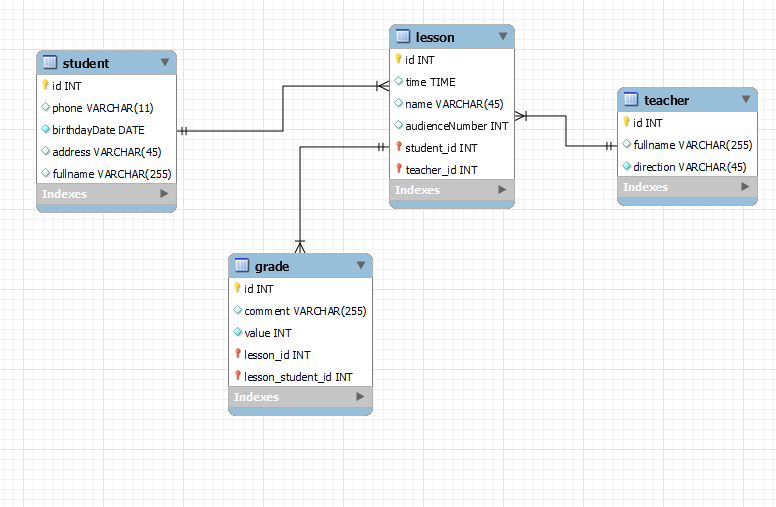 student
id INT
phone VARCHAR(11)
birthdayDate DATE
address VARCHAR(45)
fullname VARCHAR(255)
Indexes
lesson
id INT
time TIME
name VARCHAR(45)
audienceNumber INT
student_id INT
teacher_id INT
Indexes
teacher
id INT
fullname VARCHAR(255)
direction VARCHAR(45)
Indexes
grade
id INT
comment VARCHAR(255)
value INT
lesson_id INT
lesson_student_id INT
Indexes